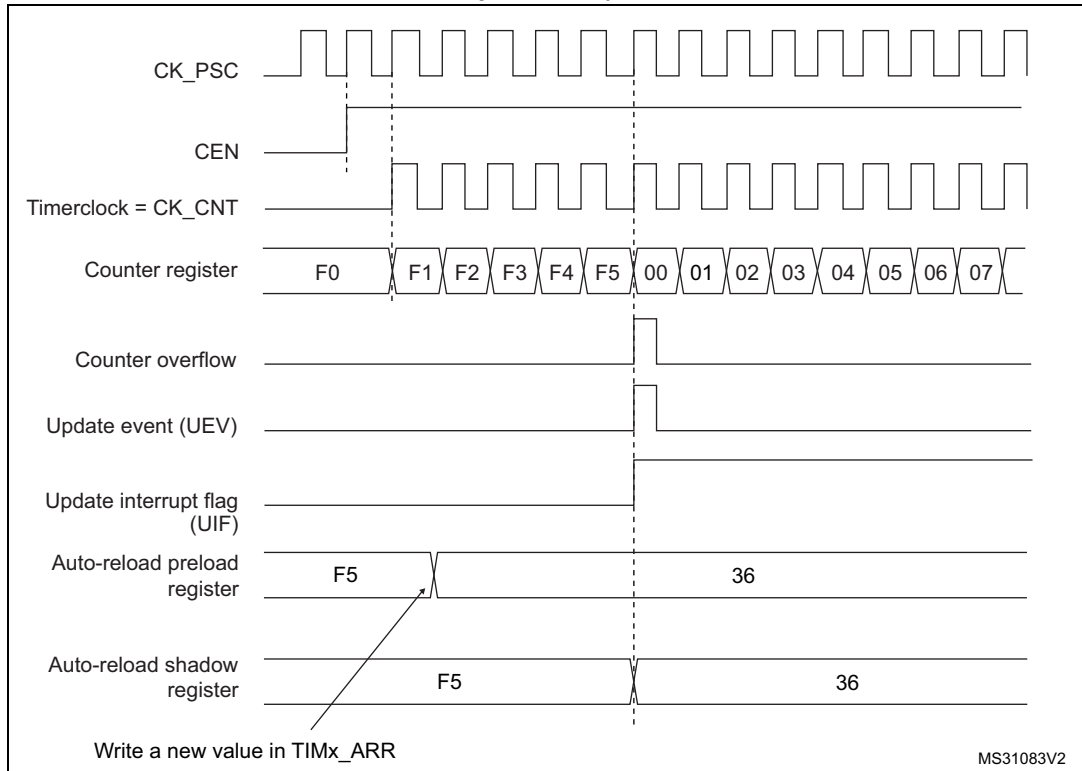 CK_PSC
CEN
Timerclock = CK_CNT
Counter register
F0 F1 F2 F3 F4 F5 00 01 02 03 04 05 06 07
Counter overflow
Update event (UEV)
Update interrupt flag
(UIF)
Auto-reload preload
register
F5 36
Auto-reload shadow
register
F5 36
Write a new value in TIMx_ARR
MS31083V2